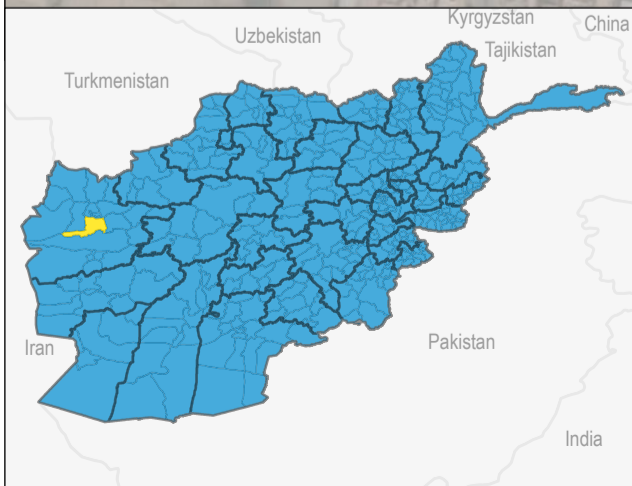 Kyrgyzstan
China
Uzbekistan
Tajikistan
Turkmenistan
Iran
Pakistan
India